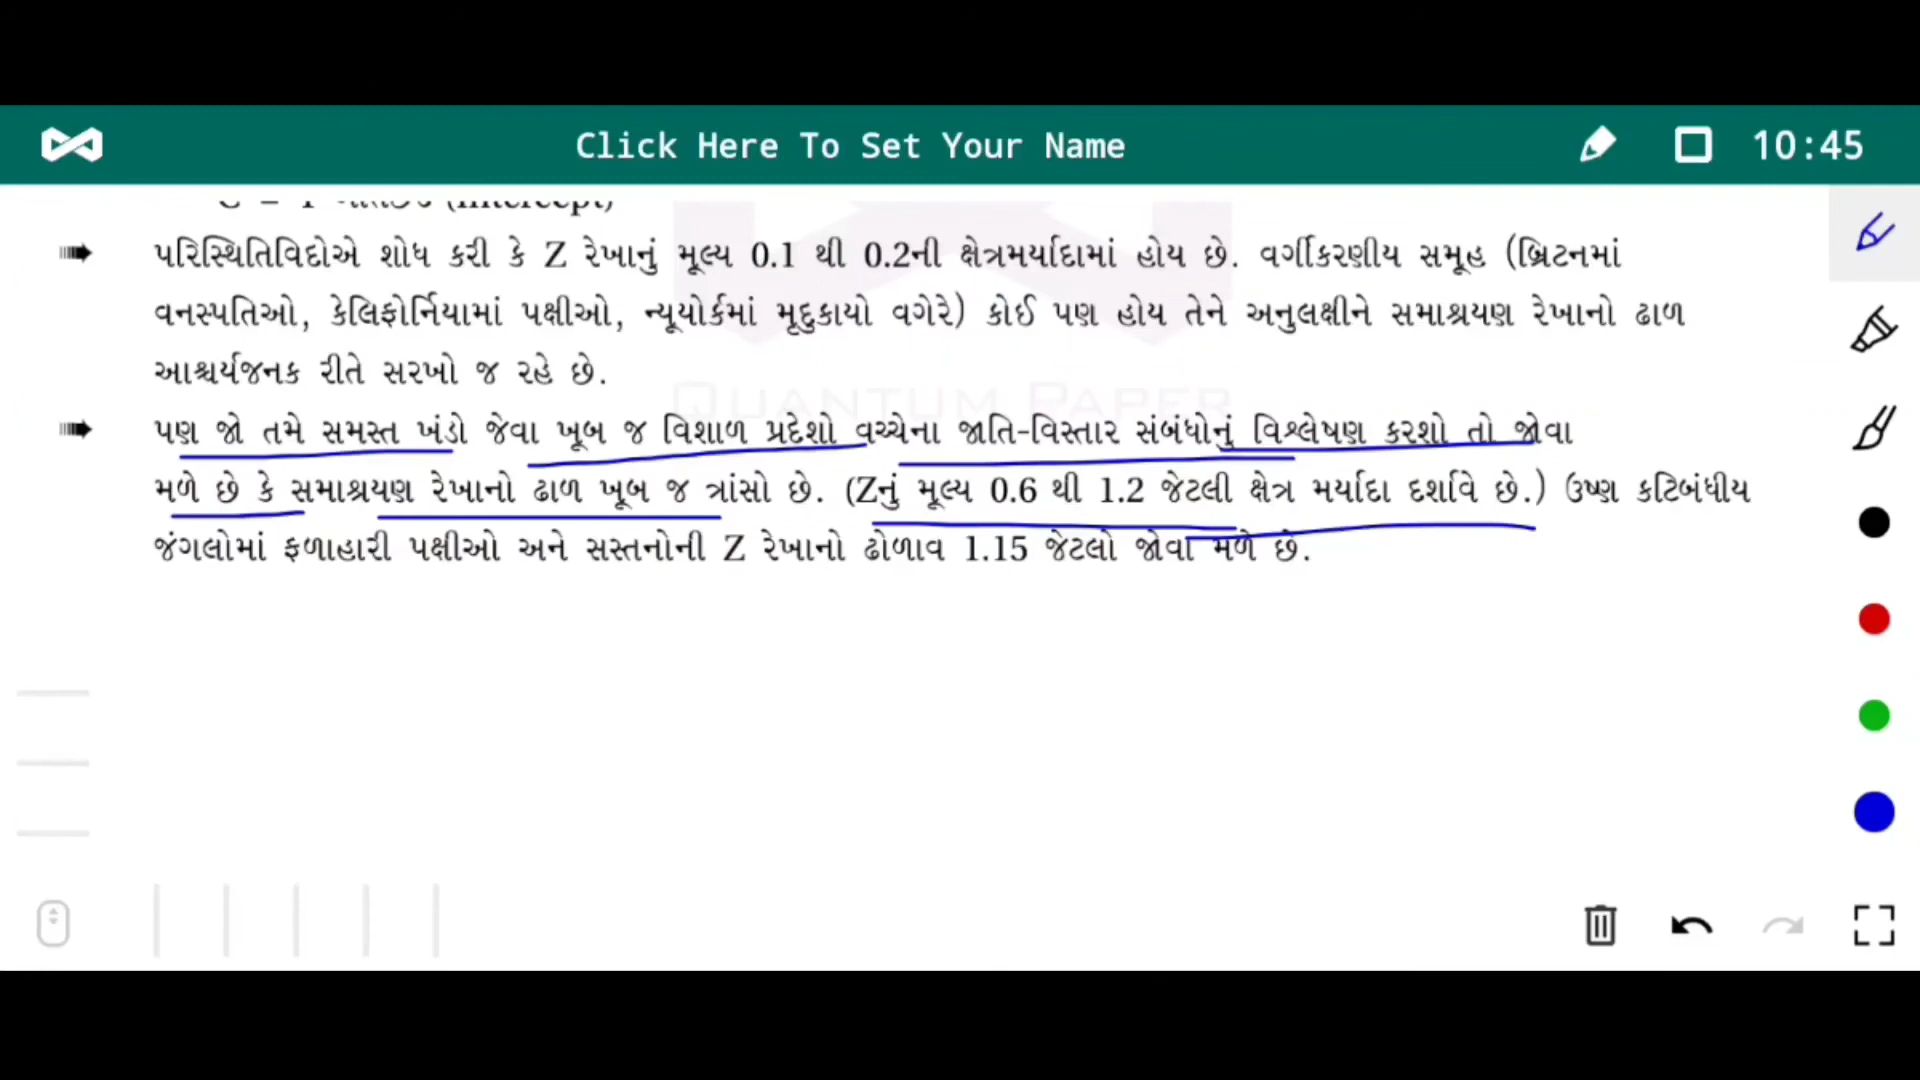 Click Here To Set Your Name
10:45
(Intercept)
પરિસ્થિતિવિદોએ શોધ કરી કે Z રેખાનું મૂલ્ય 0.1 થી 0.2ની ક્ષેત્રમર્યાદામાં હોય છે. વર્ગીકરણીય સમૂહ (બ્રિટનમાં
વનસ્પતિઓ, કેલિફોર્નિયામાં પક્ષીઓ, ન્યૂયોર્કમાં મૃદુકાયો વગેરે) કોઈ પણ હોય તેને અનુલક્ષીને સમાશ્રયણ રેખાનો ઢાળ
આશ્ચર્યજનક રીતે સરખો જ રહે છે.
QUANTUM PAPER
પણ જો તમે સમસ્ત ખંડો જેવા ખૂબ જ વિશાળ પ્રદેશો વચ્ચેના જાતિ-વિસ્તાર સંબંધોનું વિશ્લેષણ કરશો તો જોવા
મળે છે કે સમાશ્રયણ રેખાનો ઢાળ ખૂબ જ ત્રાંસો છે. (Zનું મૂલ્ય 0.6 થી 1.2 જેટલી ક્ષેત્ર મર્યાદા દર્શાવે છે.) ઉષ્ણ કટિબંધીય
જંગલોમાં ફળાહારી પક્ષીઓ અને સસ્તનોની Z રેખાનો ઢોળાવ 1.15 જેટલો જોવા મળે છે.